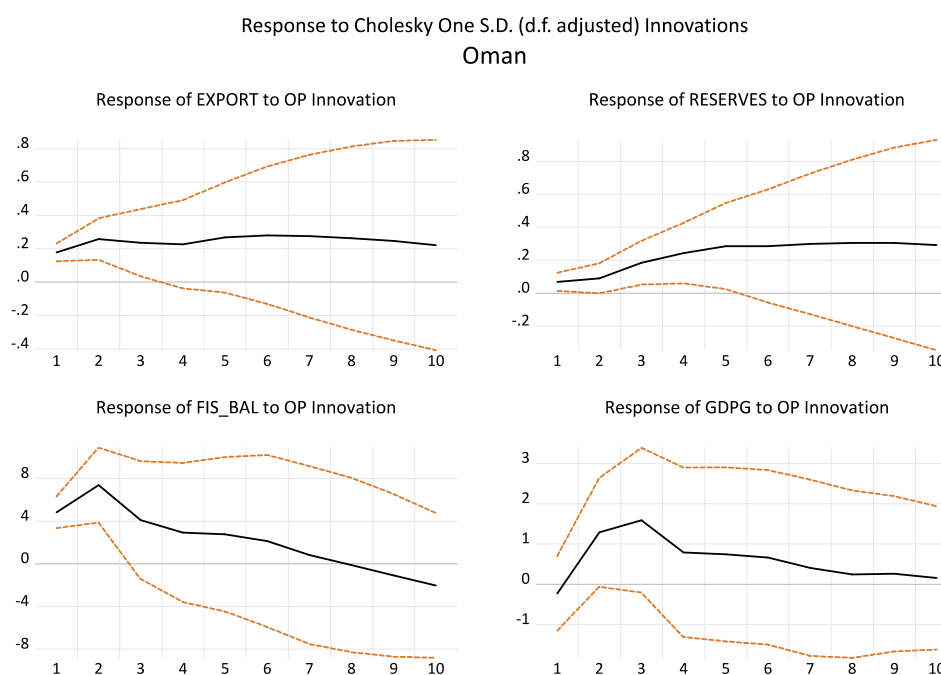 Response to Cholesky One S.D. (d.f. adjusted) Innovations
Oman
Response of EXPORT to OP Innovation
.8
.6
.4
.2
.0
-.2
-.4
1 2 3 4 5 6 7 8 9 10
Response of RESERVES to OP Innovation
.8
.6
.4
.2
.0
-.2
1 2 3 4 5 6 7 8 9 10
Response of FIS_BAL to OP Innovation
8
4
0
-4
-8
1 2 3 4 5 6 7 8 9 10
Response of GDPG to OP Innovation
3
2
1
0
-1
1 2 3 4 5 6 7 8 9 10